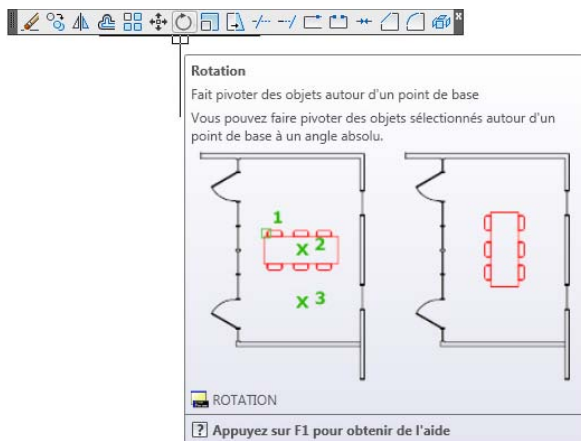 Rotation
Fait pivoter des objets autour d'un point de base
Vous pouvez faire pivoter des objets sélectionnés autour d'un
point de base à un angle absolu.
1
X 2
X 3
ROTATION
? Appuyez sur F1 pour obtenir de l'aide